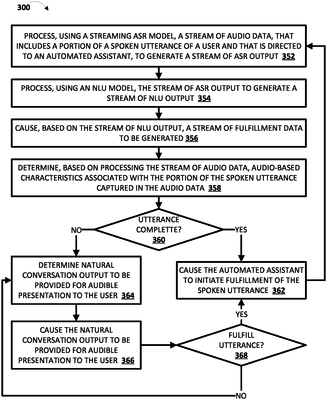 300
PROCESS, USING A STREAMING ASR MODEL, A STREAM OF AUDIO DATA, THAT
INCLUDES A PORTION OF A SPOKEN UTTERANCE OF A USER AND THAT IS DIRECTED
TO AN AUTOMATED ASSISTANT, TO GENERATE A STREAM OF ASR OUTPUT 352
PROCESS, USING AN NLU MODEL, THE STREAM OF ASR OUTPUT TO GENERATE A
STREAM OF NLU OUTPUT 354
CAUSE, BASED ON THE STREAM OF NLU OUTPUT, A STREAM OF FULFILLMENT DATA
TO BE GENERATED 356
DETERMINE, BASED ON PROCESSING THE STREAM OF AUDIO DATA, AUDIO-BASED
CHARACTERISTICS ASSOCIATED WITH THE PORTION OF THE SPOKEN UTTERANCE
CAPTURED IN THE AUDIO DATA 358
UTTERANCE
COMPLETTE?
360
NO
YES
DETERMINE NATURAL
CONVERSATION OUTPUT TO BE
PROVIDED FOR AUDIBLE
PRESENTATION TO THE USER 364
CAUSE THE AUTOMATED ASSISTANT
TO INITIATE FULFILLMENT OF THE
SPOKEN UTTERANCE 362
YES
CAUSE THE NATURAL
CONVERSATION OUTPUT TO BE
PROVIDED FOR AUDIBLE
PRESENTATION TO THE USER 366
FULFILL
UTTERANCE?
368
NO